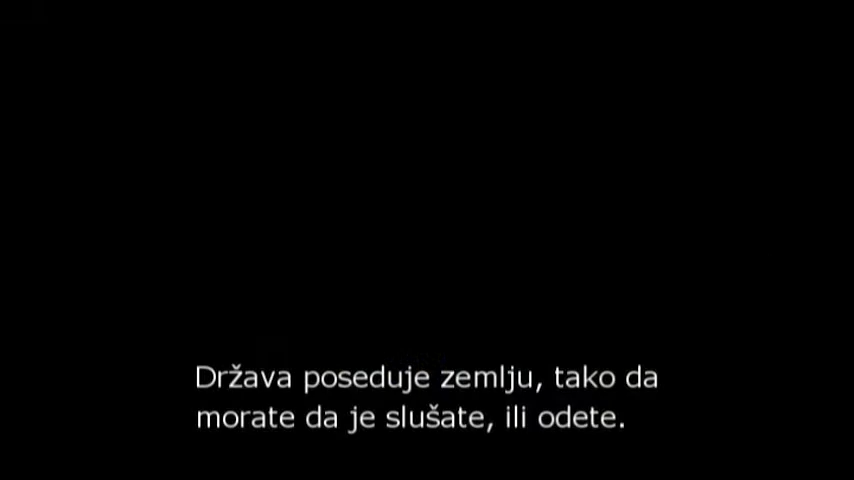 Država poseduje zemlju, tako da
morate da je slušate, ili odete.